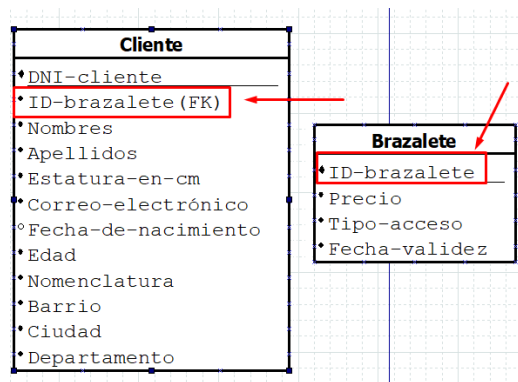 Cliente
DNI-cliente
ID-brazalete(FK)
Nombres
Apellidos
Estatura-en-cm
Correo-electrónico
Fecha-de-nacimiento
Edad
Nomenclatura
Barrio
Ciudad
Departamento
Brazalete
ID-brazalete
Precio
Tipo-acceso
Fecha-validez